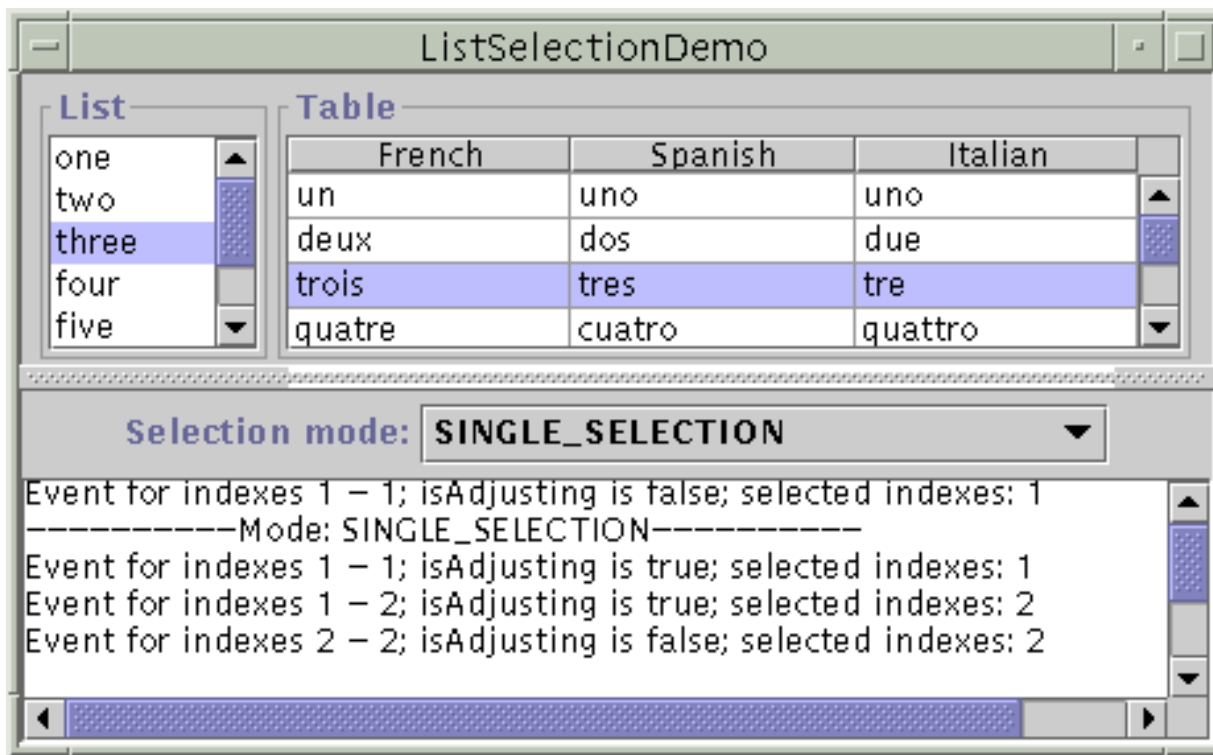 ListSelectionDemo
List
one
two
three
four
five
Table
French Spanish Italian
un uno uno
deux dos due
trois tres tre
quatre cuatro quattro
Selection mode: SINGLE_SELECTION
Event for indexes 1 – 1; isAdjusting is false; selected indexes: 1
----------Mode: SINGLE_SELECTION----------
Event for indexes 1 – 1; isAdjusting is true; selected indexes: 1
Event for indexes 1 – 2; isAdjusting is true; selected indexes: 2
Event for indexes 2 – 2; isAdjusting is false; selected indexes: 2